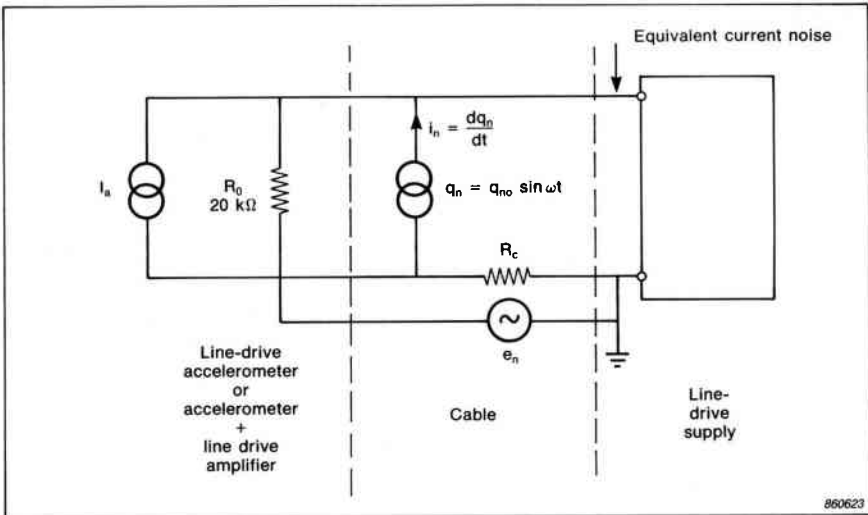 Equivalent current noise
i_n = dq_n/dt
I_a
R_0
20 kΩ
q_n = q_no sin ωt
R_c
e_n
Line-drive
accelerometer
or
accelerometer
+
line drive
amplifier
Cable
Line-
drive
supply
860623